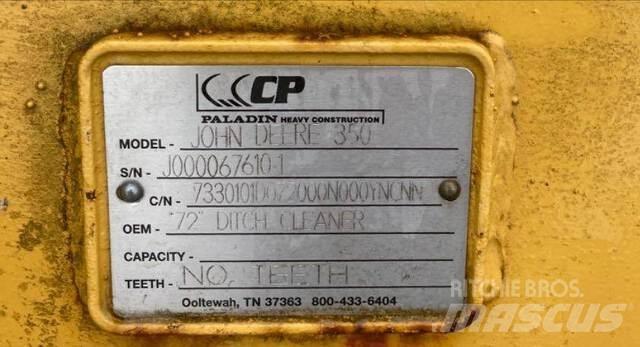 CP
PALADIN HEAVY CONSTRUCTION
MODEL - JOHN DEERE 350
S/N - J000067610-1
C/N - 7330101D072000N000YNCNN
OEM - "72" DITCH CLEANER
CAPACITY -
TEETH - NO, TEETH
Ooltewah, TN 37363 800-433-6404
RITCHIE BROS.
MASCUS